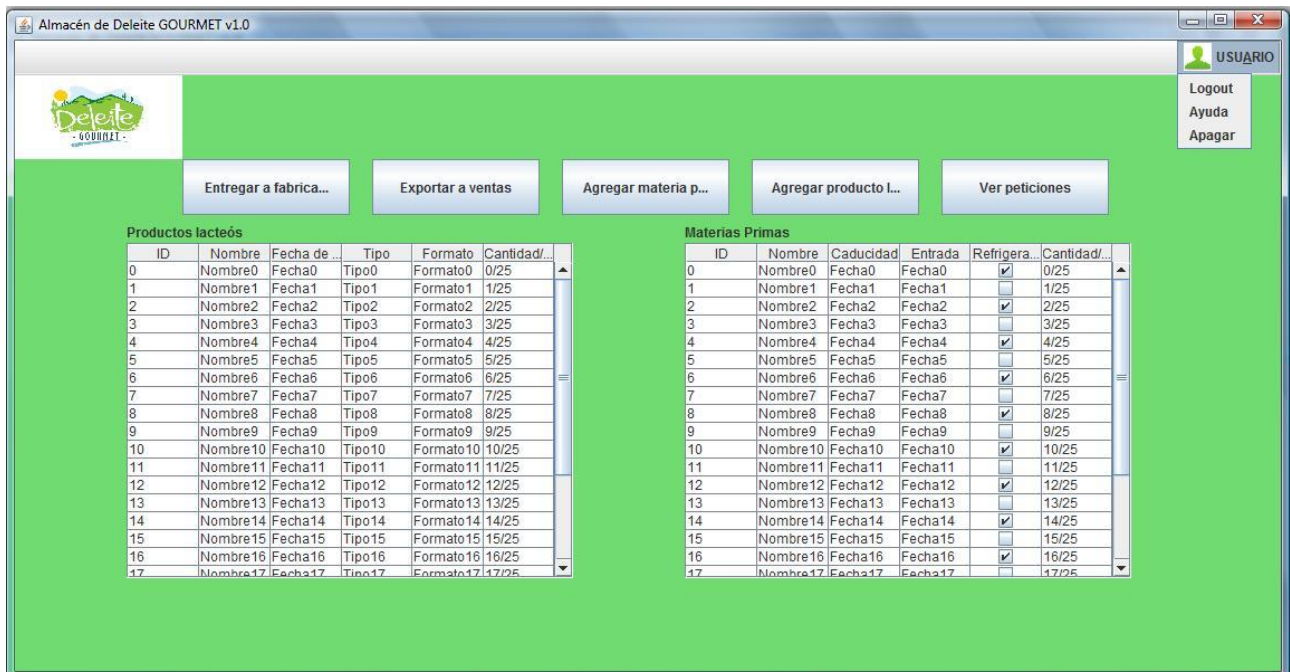 Almacén de Deleite GOURMET v1.0
USUARIO
Logout
Ayuda
Apagar
Deleite
- GOURMET -
Entregar a fabrica... Exportar a ventas Agregar materia p... Agregar producto l... Ver peticiones
Productos lacteós Materias Primas
ID Nombre Fecha de ... Tipo Formato Cantidad/... ID Nombre Caducidad Entrada Refrigera... Cantidad/...
0 Nombre0 Fecha0 Tipo0 Formato0 0/25 0 Nombre0 Fecha0 Fecha0 0/25
1 Nombre1 Fecha1 Tipo1 Formato1 1/25 1 Nombre1 Fecha1 Fecha1 1/25
2 Nombre2 Fecha2 Tipo2 Formato2 2/25 2 Nombre2 Fecha2 Fecha2 2/25
3 Nombre3 Fecha3 Tipo3 Formato3 3/25 3 Nombre3 Fecha3 Fecha3 3/25
4 Nombre4 Fecha4 Tipo4 Formato4 4/25 4 Nombre4 Fecha4 Fecha4 4/25
5 Nombre5 Fecha5 Tipo5 Formato5 5/25 5 Nombre5 Fecha5 Fecha5 5/25
6 Nombre6 Fecha6 Tipo6 Formato6 6/25 6 Nombre6 Fecha6 Fecha6 6/25
7 Nombre7 Fecha7 Tipo7 Formato7 7/25 7 Nombre7 Fecha7 Fecha7 7/25
8 Nombre8 Fecha8 Tipo8 Formato8 8/25 8 Nombre8 Fecha8 Fecha8 8/25
9 Nombre9 Fecha9 Tipo9 Formato9 9/25 9 Nombre9 Fecha9 Fecha9 9/25
10 Nombre10 Fecha10 Tipo10 Formato10 10/25 10 Nombre10 Fecha10 Fecha10 10/25
11 Nombre11 Fecha11 Tipo11 Formato11 11/25 11 Nombre11 Fecha11 Fecha11 11/25
12 Nombre12 Fecha12 Tipo12 Formato12 12/25 12 Nombre12 Fecha12 Fecha12 12/25
13 Nombre13 Fecha13 Tipo13 Formato13 13/25 13 Nombre13 Fecha13 Fecha13 13/25
14 Nombre14 Fecha14 Tipo14 Formato14 14/25 14 Nombre14 Fecha14 Fecha14 14/25
15 Nombre15 Fecha15 Tipo15 Formato15 15/25 15 Nombre15 Fecha15 Fecha15 15/25
16 Nombre16 Fecha16 Tipo16 Formato16 16/25 16 Nombre16 Fecha16 Fecha16 16/25
17 Nombre17 Fecha17 Tipo17 Formato17 17/25 17 Nombre17 Fecha17 Fecha17 17/25